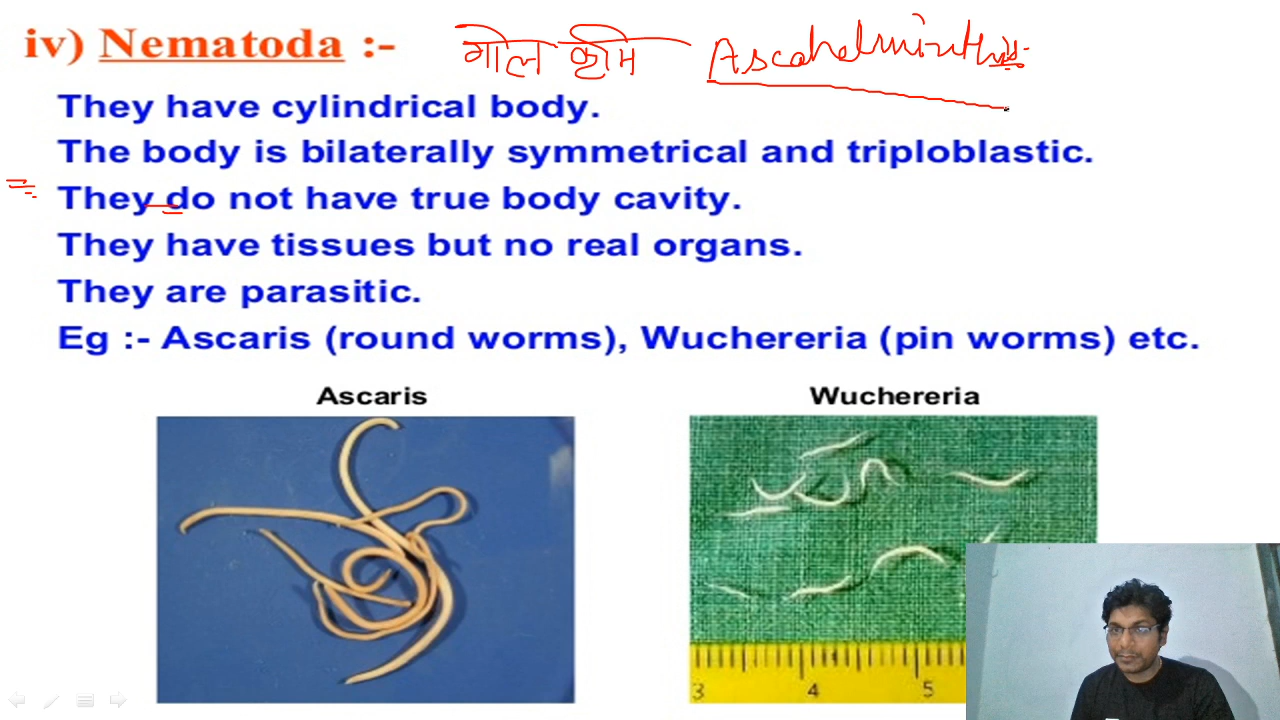 iv) Nematoda :- गोल कृमि Ascahelminthis
They have cylindrical body.
The body is bilaterally symmetrical and triploblastic.
They do not have true body cavity.
They have tissues but no real organs.
They are parasitic.
Eg :- Ascaris (round worms), Wuchereria (pin worms) etc.
Ascaris Wuchereria
3 4 5